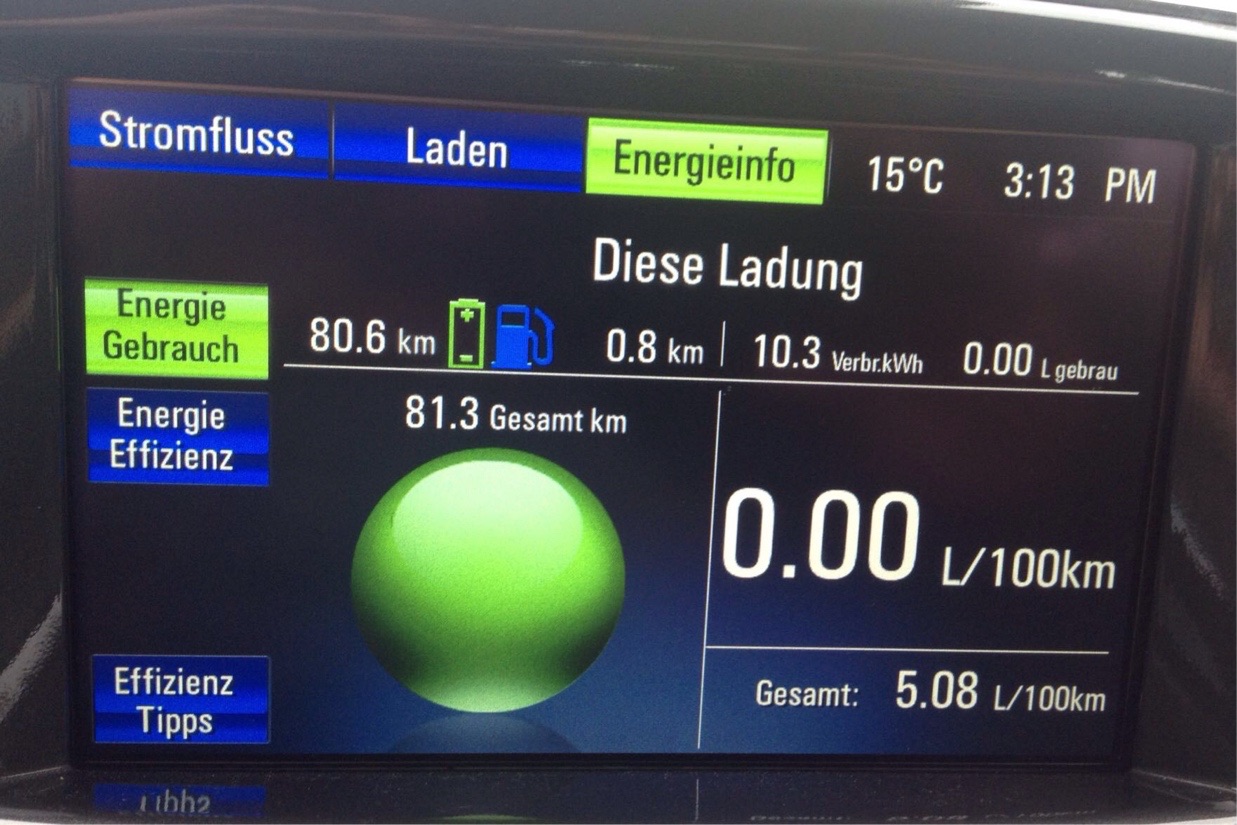 Stromfluss Laden Energieinfo 15°C 3:13 PM
Diese Ladung
Energie
Gebrauch
80.6 km 0.8 km 10.3 Verbr.kWh 0.00 L gebrau
81.3 Gesamt km
Energie
Effizienz
0.00 L/100km
Gesamt: 5.08 L/100km
Effizienz
Tipps